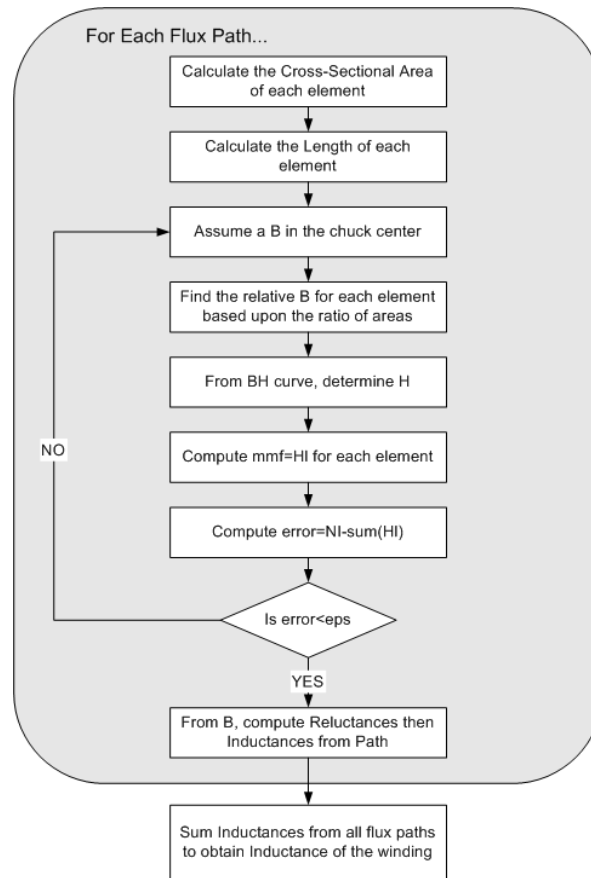 For Each Flux Path...
Calculate the Cross-Sectional Area
of each element
Calculate the Length of each
element
Assume a B in the chuck center
Find the relative B for each element
based upon the ratio of areas
From BH curve, determine H
NO
Compute mmf=Hl for each element
Compute error=NI-sum(Hl)
Is error<eps
YES
From B, compute Reluctances then
Inductances from Path
Sum Inductances from all flux paths
to obtain Inductance of the winding